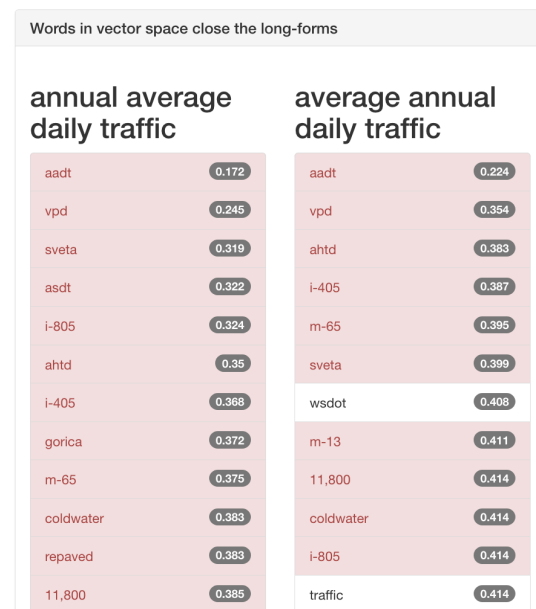 Words in vector space close the long-forms
annual average
daily traffic
aadt 0.172
vpd 0.245
sveta 0.319
asdt 0.322
i-805 0.324
ahtd 0.35
i-405 0.368
gorica 0.372
m-65 0.375
coldwater 0.383
repaved 0.383
11,800 0.385
average annual
daily traffic
aadt 0.224
vpd 0.354
ahtd 0.383
i-405 0.387
m-65 0.395
sveta 0.399
wsdot 0.408
m-13 0.411
11,800 0.414
coldwater 0.414
i-805 0.414
traffic 0.414